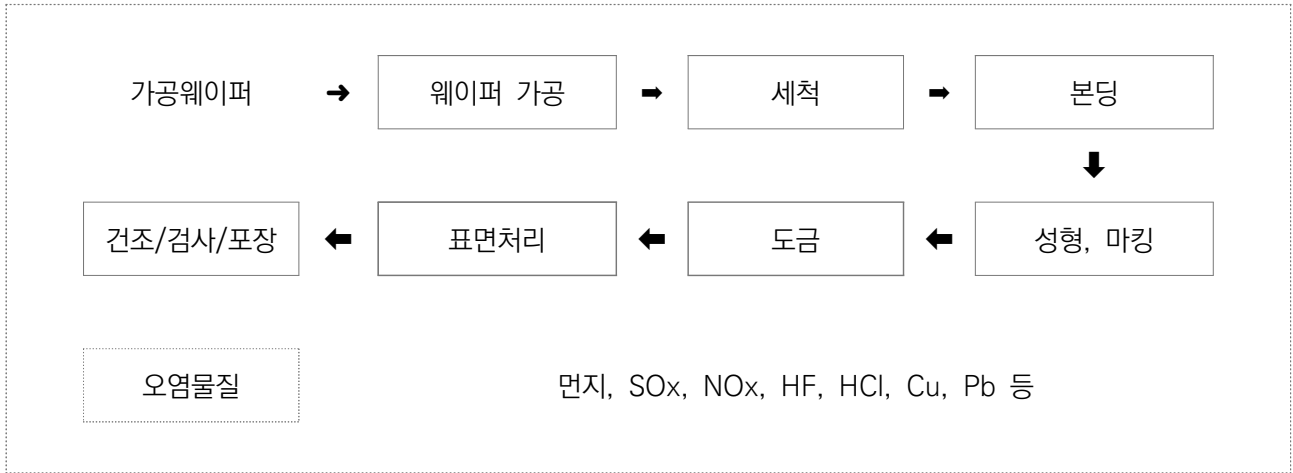 가공웨이퍼 ➜ 웨이퍼 가공 ➡ 세척 ➡ 본딩
⬇
건조/검사/포장 ⬅ 표면처리 ⬅ 도금 ⬅ 성형, 마킹
오염물질 먼지, SOx, NOx, HF, HCl, Cu, Pb 등